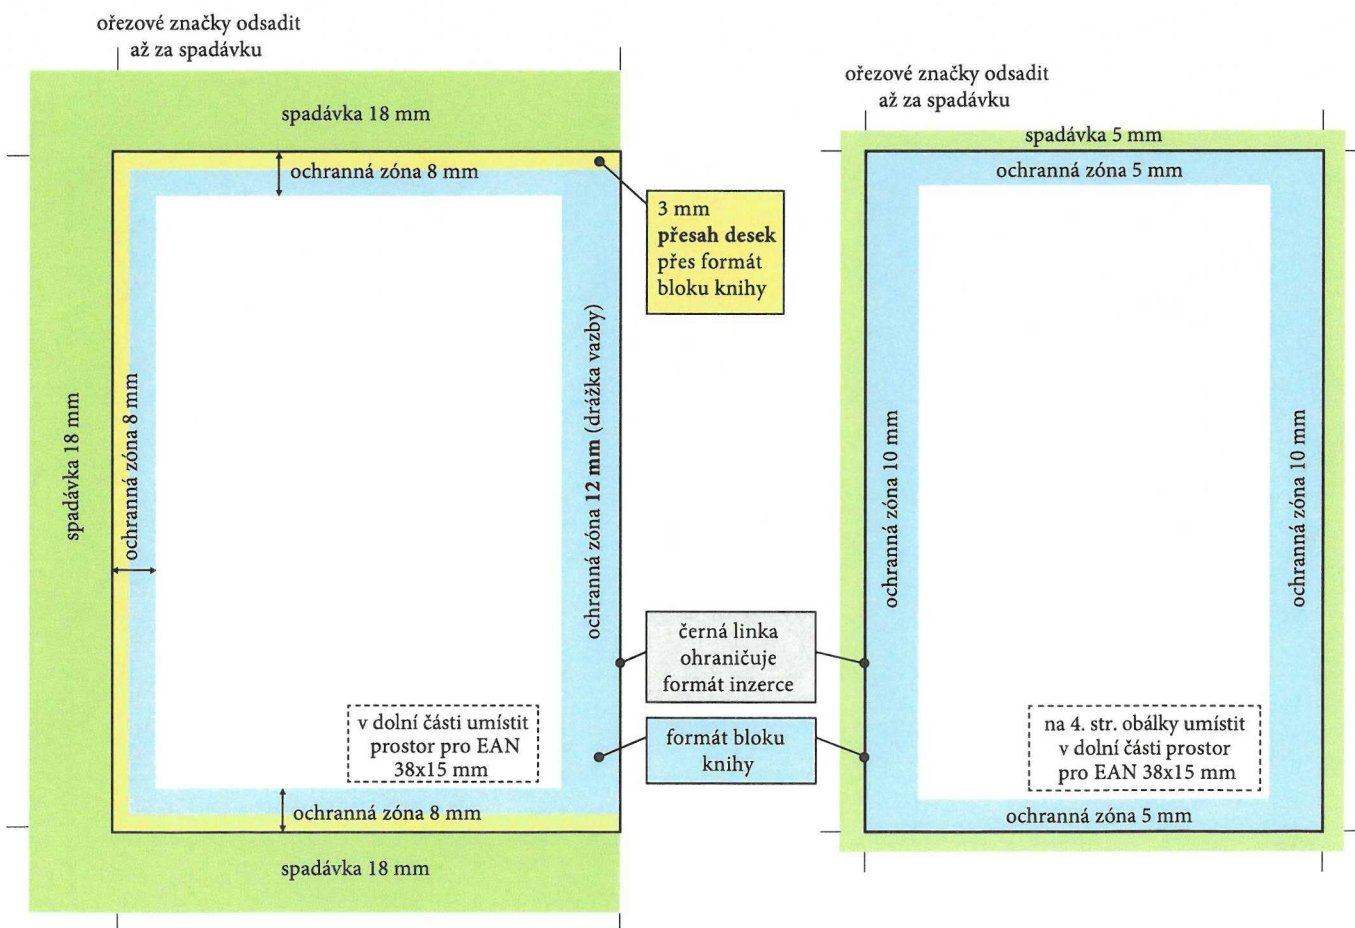 ořezové značky odsadit
až za spadávku
spadávka 18 mm
ochranná zóna 8 mm
3 mm
přesah desek
přes formát
bloku knihy
spadávka 18 mm
ochranná zóna 8 mm
ochranná zóna 12 mm (drážka vazby)
černá linka
ohraničuje
formát inzerce
formát bloku
knihy
v dolní části umístit
prostor pro EAN
38x15 mm
ochranná zóna 8 mm
spadávka 18 mm
ořezové značky odsadit
až za spadávku
spadávka 5 mm
ochranná zóna 5 mm
ochranná zóna 10 mm
ochranná zóna 10 mm
na 4. str. obálky umístit
v dolní části prostor
pro EAN 38x15 mm
ochranná zóna 5 mm